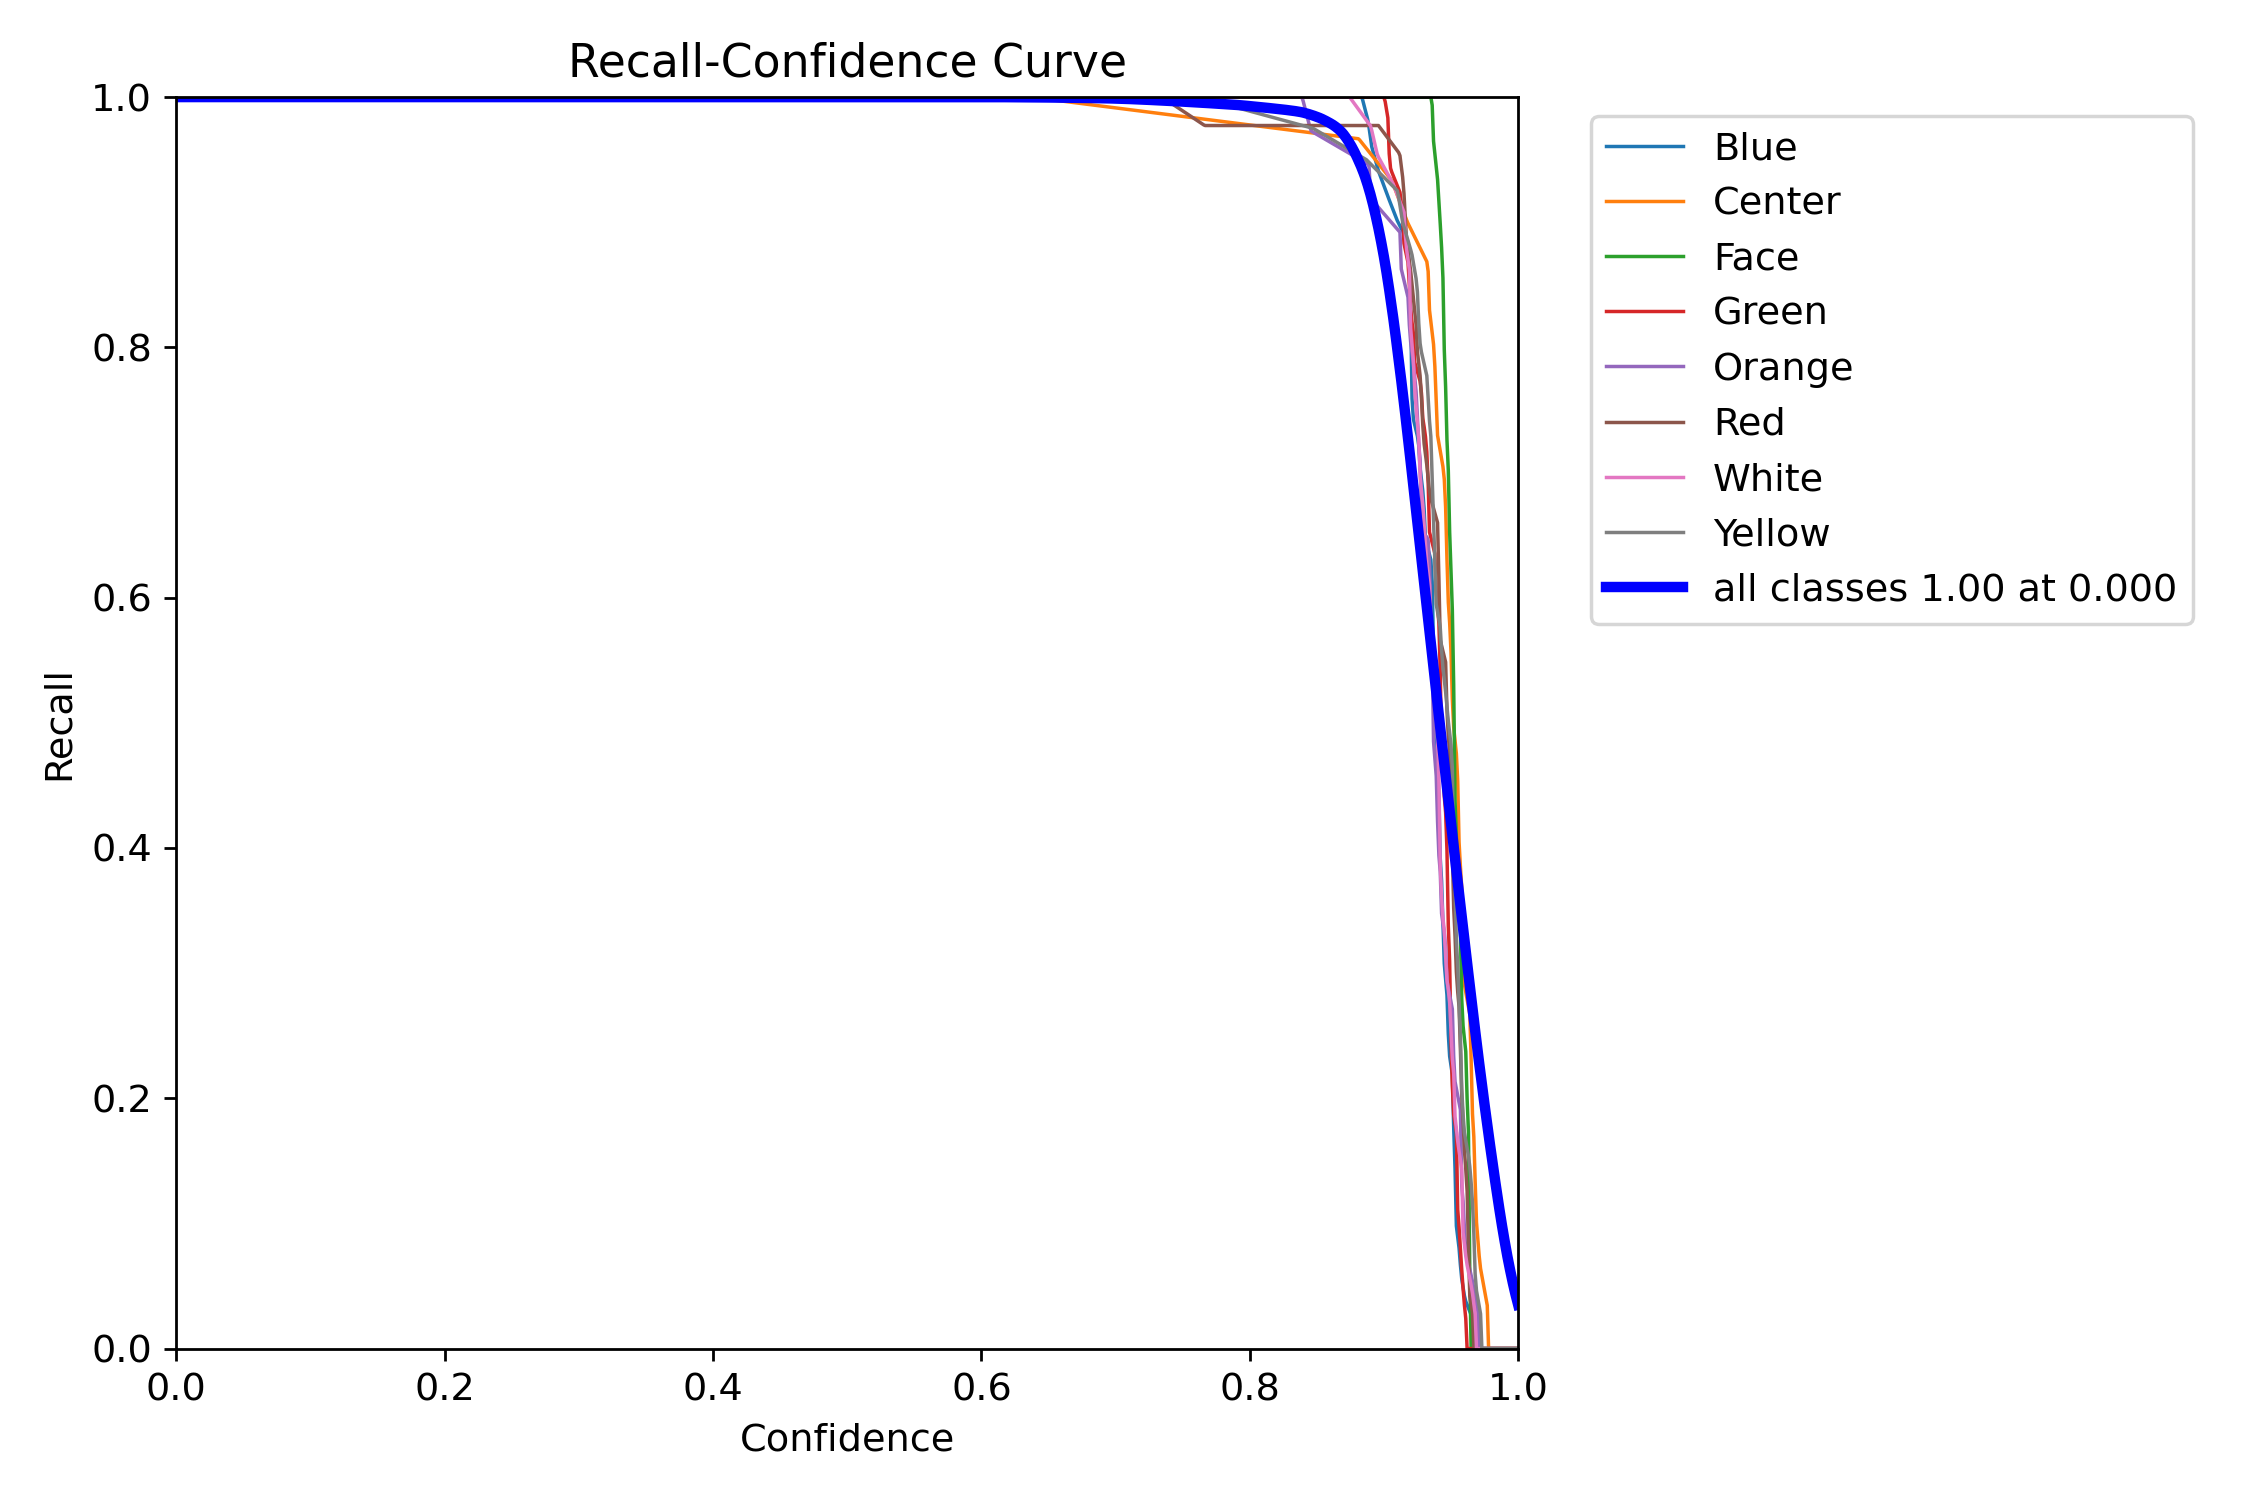 Recall-Confidence Curve
1.0
0.8
0.6
0.4
0.2
0.0
Recall
0.0 0.2 0.4 0.6 0.8 1.0
Confidence
Blue
Center
Face
Green
Orange
Red
White
Yellow
all classes 1.00 at 0.000